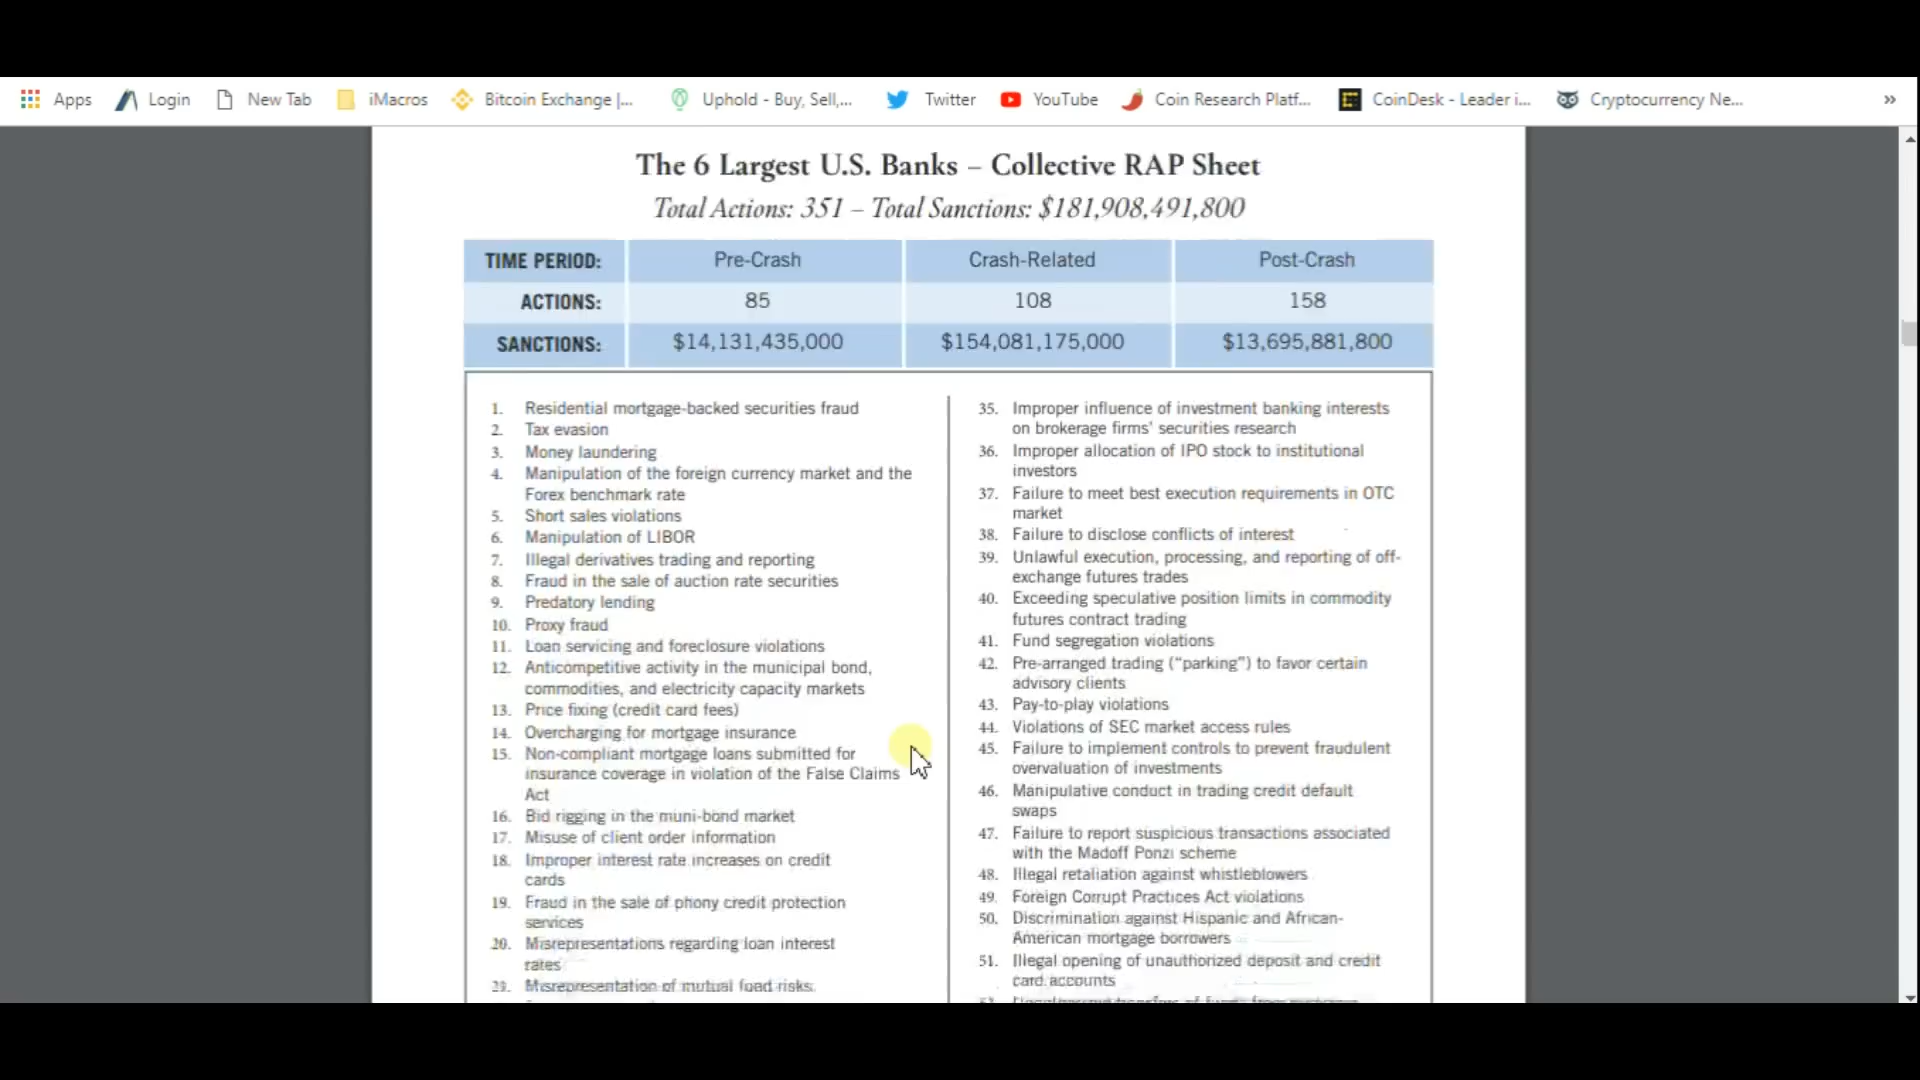 Apps Login New Tab iMacros Bitcoin Exchange |... Uphold - Buy, Sell,... Twitter YouTube Coin Research Platf... CoinDesk - Leader i... Cryptocurrency Ne... »
The 6 Largest U.S. Banks – Collective RAP Sheet
Total Actions: 351 – Total Sanctions: $181,908,491,800
TIME PERIOD: Pre-Crash Crash-Related Post-Crash
ACTIONS: 85 108 158
SANCTIONS: $14,131,435,000 $154,081,175,000 $13,695,881,800
1. Residential mortgage-backed securities fraud
2. Tax evasion
3. Money laundering
4. Manipulation of the foreign currency market and the
Forex benchmark rate
5. Short sales violations
6. Manipulation of LIBOR
7. Illegal derivatives trading and reporting
8. Fraud in the sale of auction rate securities
9. Predatory lending
10. Proxy fraud
11. Loan servicing and foreclosure violations
12. Anticompetitive activity in the municipal bond,
commodities, and electricity capacity markets
13. Price fixing (credit card fees)
14. Overcharging for mortgage insurance
15. Non-compliant mortgage loans submitted for
insurance coverage in violation of the False Claims
Act
16. Bid rigging in the muni-bond market
17. Misuse of client order information
18. Improper interest rate increases on credit
cards
19. Fraud in the sale of phony credit protection
services
20. Misrepresentations regarding loan interest
rates
21. Misrepresentation of mutual fund risks
35. Improper influence of investment banking interests
on brokerage firms' securities research
36. Improper allocation of IPO stock to institutional
investors
37. Failure to meet best execution requirements in OTC
market
38. Failure to disclose conflicts of interest
39. Unlawful execution, processing, and reporting of off-
exchange futures trades
40. Exceeding speculative position limits in commodity
futures contract trading
41. Fund segregation violations
42. Pre-arranged trading (“parking”) to favor certain
advisory clients
43. Pay-to-play violations
44. Violations of SEC market access rules
45. Failure to implement controls to prevent fraudulent
overvaluation of investments
46. Manipulative conduct in trading credit default
swaps
47. Failure to report suspicious transactions associated
with the Madoff Ponzi scheme
48. Illegal retaliation against whistleblowers
49. Foreign Corrupt Practices Act violations
50. Discrimination against Hispanic and African-
American mortgage borrowers
51. Illegal opening of unauthorized deposit and credit
card accounts